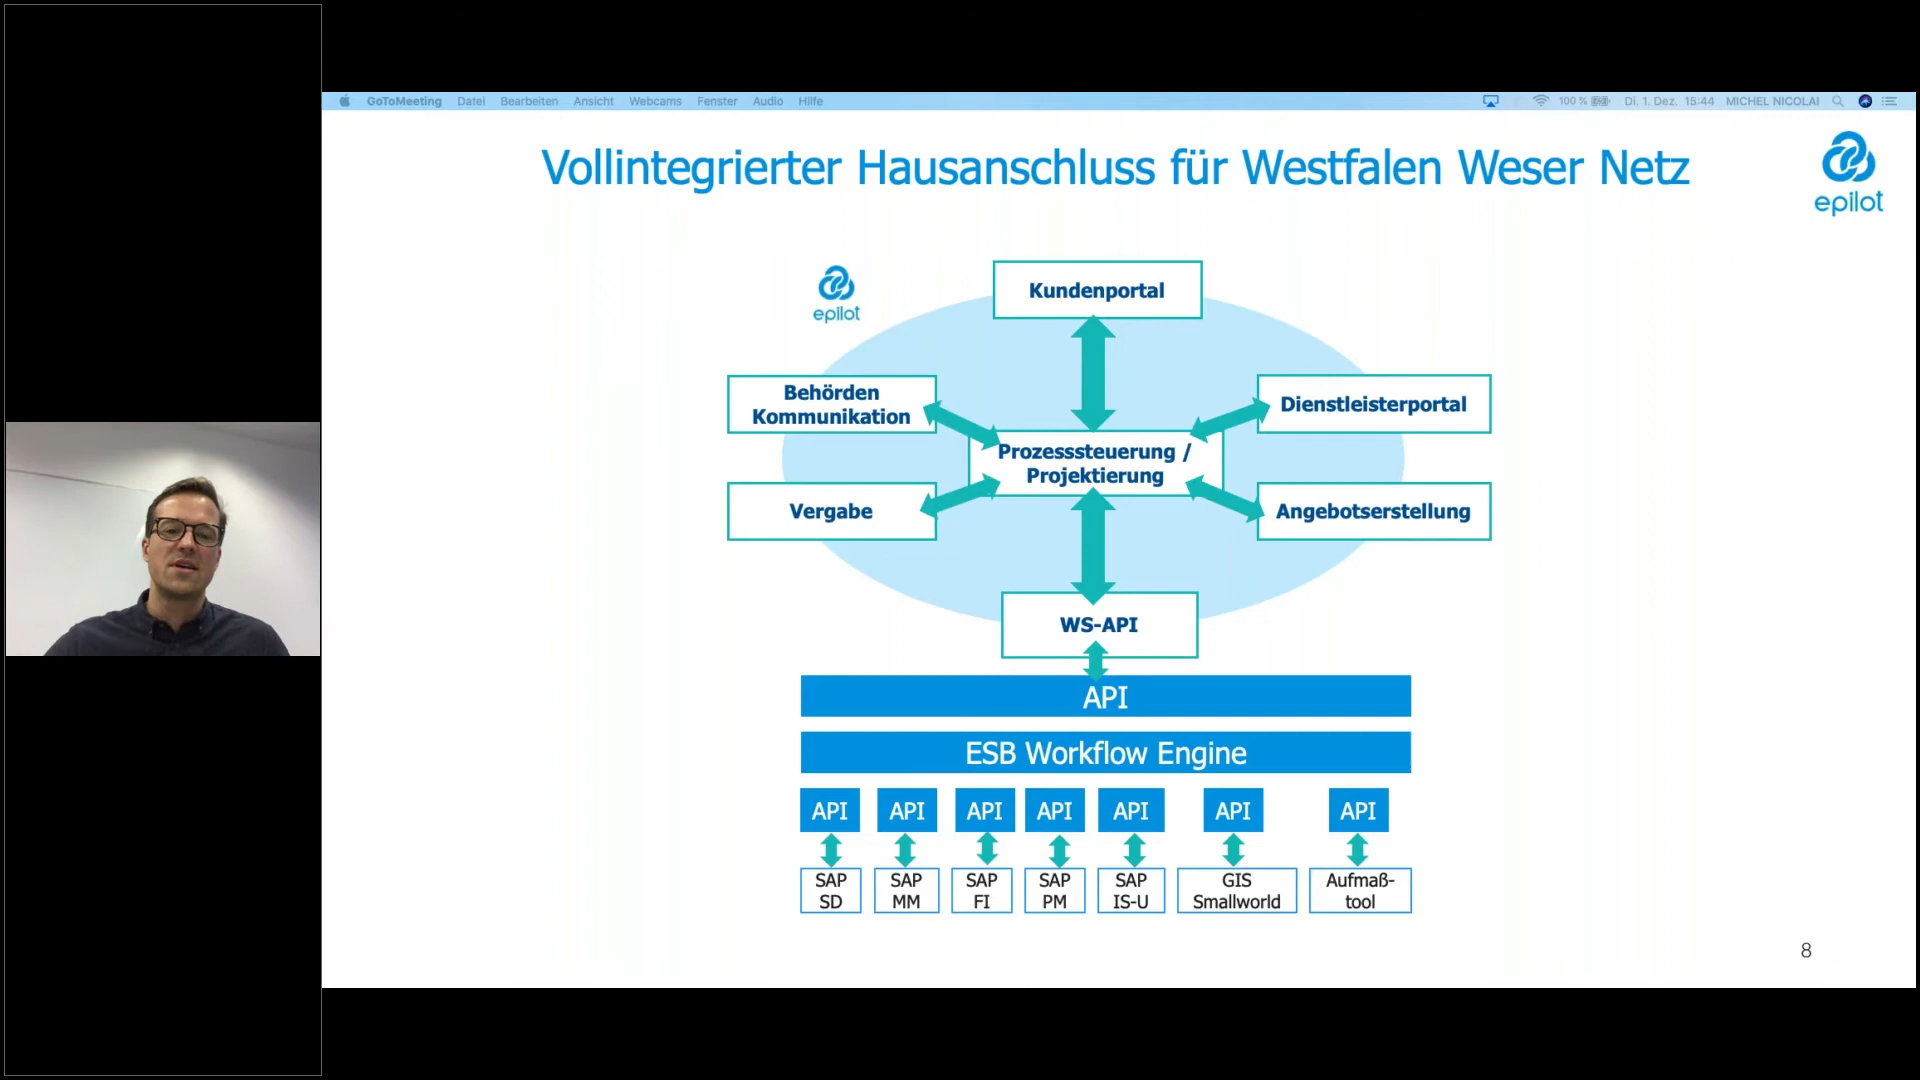 GoToMeeting Datei Bearbeiten Ansicht Webcams Fenster Audio Hilfe 100 % Di. 1. Dez. 15:44 MICHEL NICOLAI
Vollintegrierter Hausanschluss für Westfalen Weser Netz
epilot
epilot
Kundenportal
Behörden
Kommunikation
Dienstleisterportal
Prozesssteuerung /
Projektierung
Vergabe
Angebotserstellung
WS-API
API
ESB Workflow Engine
API API API API API API API
SAP SAP SAP SAP SAP GIS Aufmaß-
SD MM FI PM IS-U Smallworld tool
8